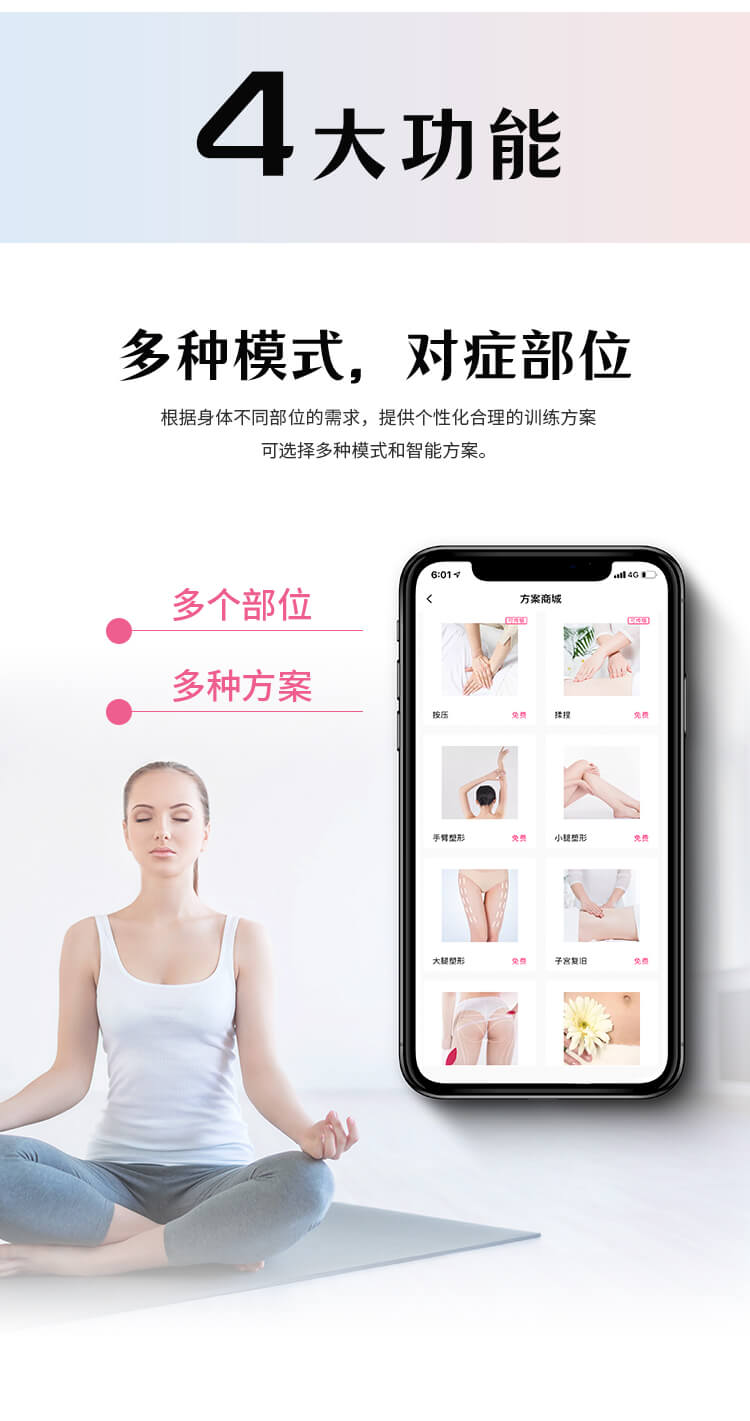 4大功能
多种模式，对症部位
根据身体不同部位的需求，提供个性化合理的训练方案
可选择多种模式和智能方案。
多个部位
多种方案
6:01
4G
方案商城
可传输
可传输
按压 免费
揉捏 免费
手臂塑形 免费
小腿塑形 免费
大腿塑形 免费
子宫复旧 免费